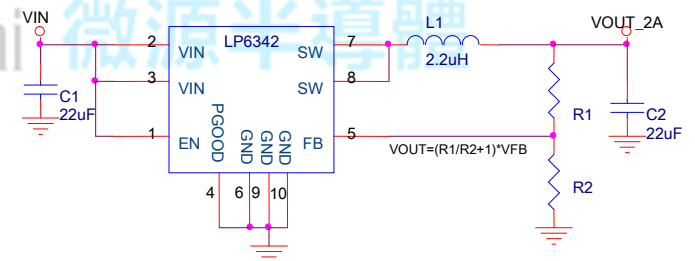 微源半導體
VIN
VOUT_2A
L1
2.2uH
LP6342
2
VIN
SW
7
3
VIN
SW
8
1
EN
FB
5
PGOOD
GND
GND
GND
4
6
9
10
C1
22uF
R1
C2
22uF
VOUT=(R1/R2+1)*VFB
R2